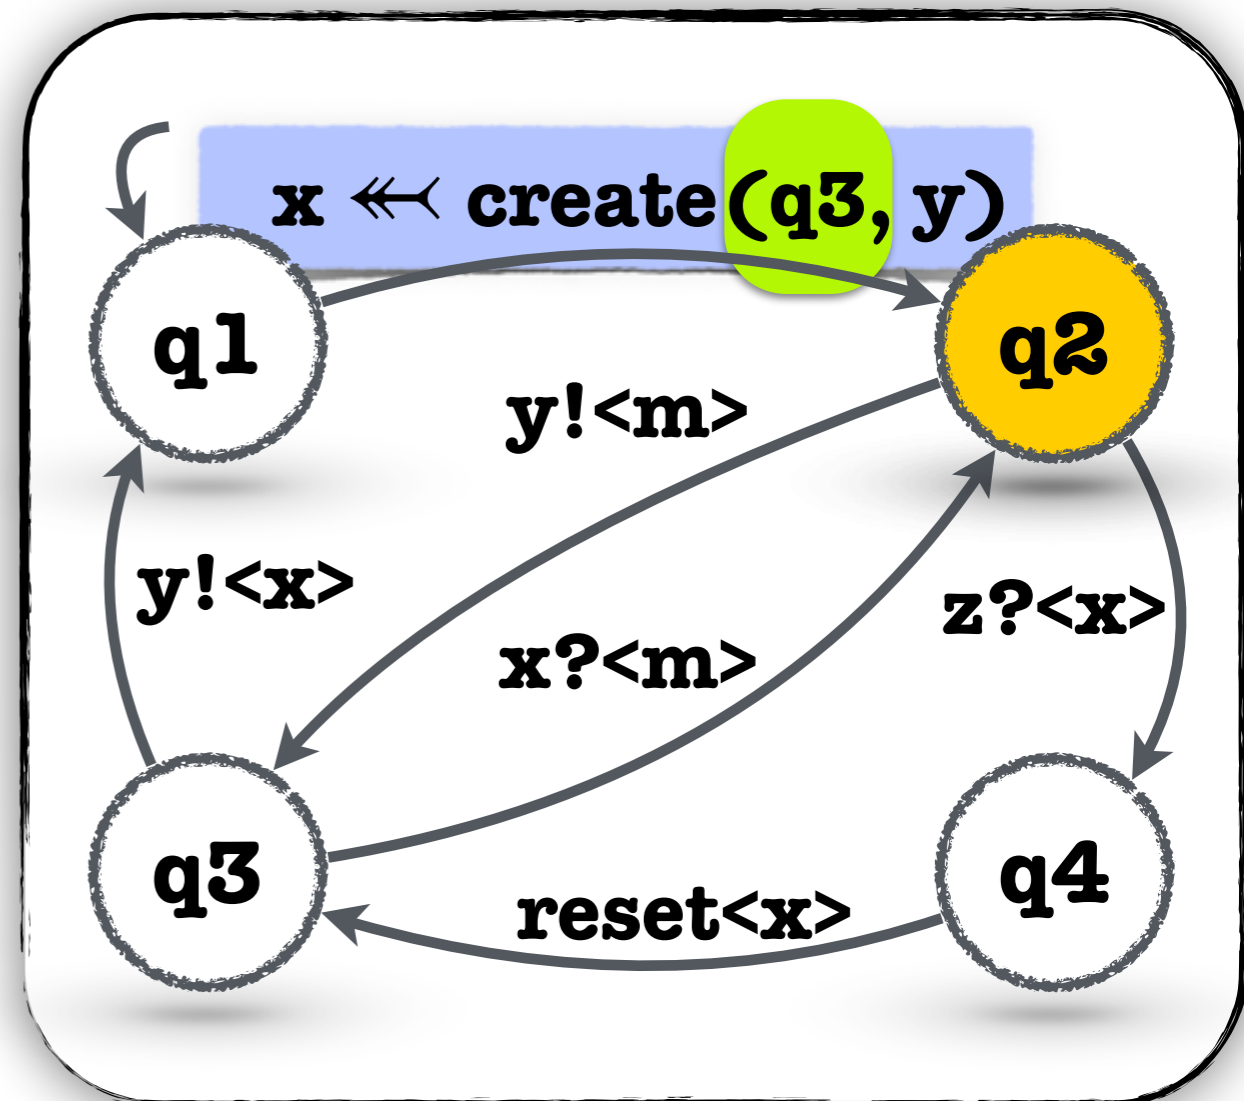 x ⤛ create(q3, y)
q1
q2
y!<m>
y!<x>
z?<x>
x?<m>
q3
q4
reset<x>